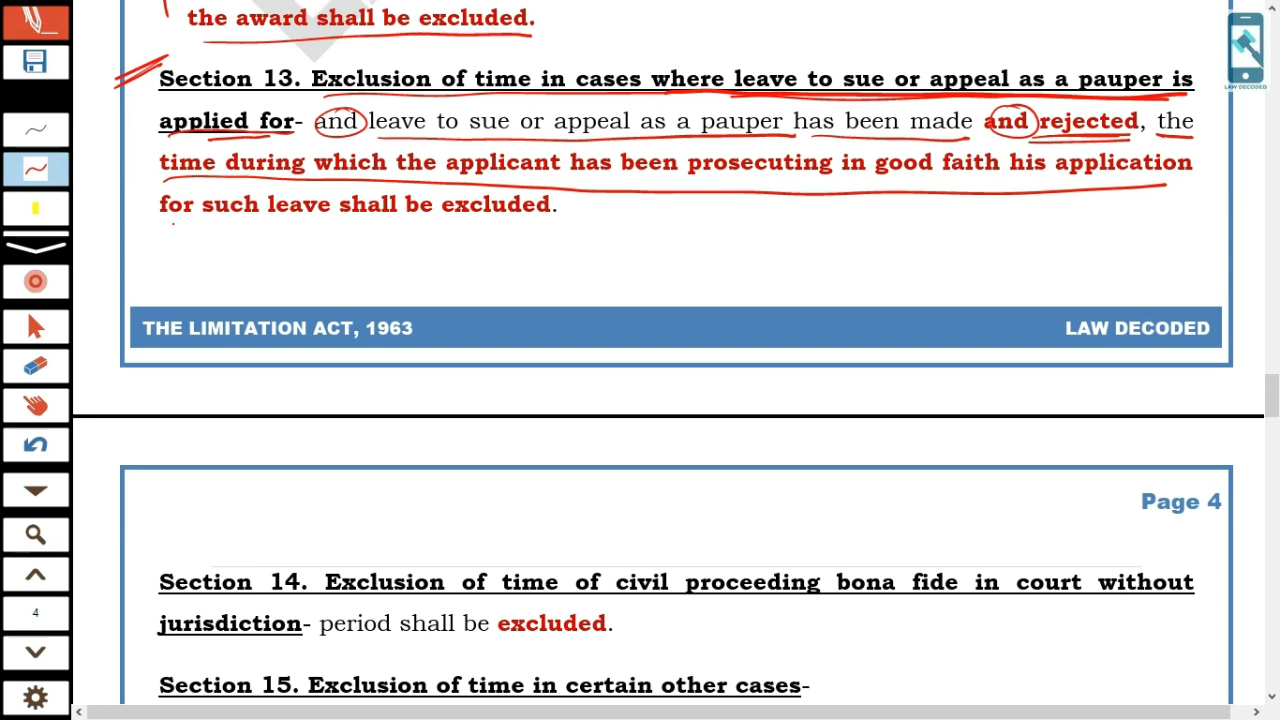 the award shall be excluded.
LAW DECODED
Section 13. Exclusion of time in cases where leave to sue or appeal as a pauper is
applied for- and leave to sue or appeal as a pauper has been made and rejected, the
time during which the applicant has been prosecuting in good faith his application
for such leave shall be excluded.
THE LIMITATION ACT, 1963 LAW DECODED
Page 4
Section 14. Exclusion of time of civil proceeding bona fide in court without
jurisdiction- period shall be excluded.
4
Section 15. Exclusion of time in certain other cases-